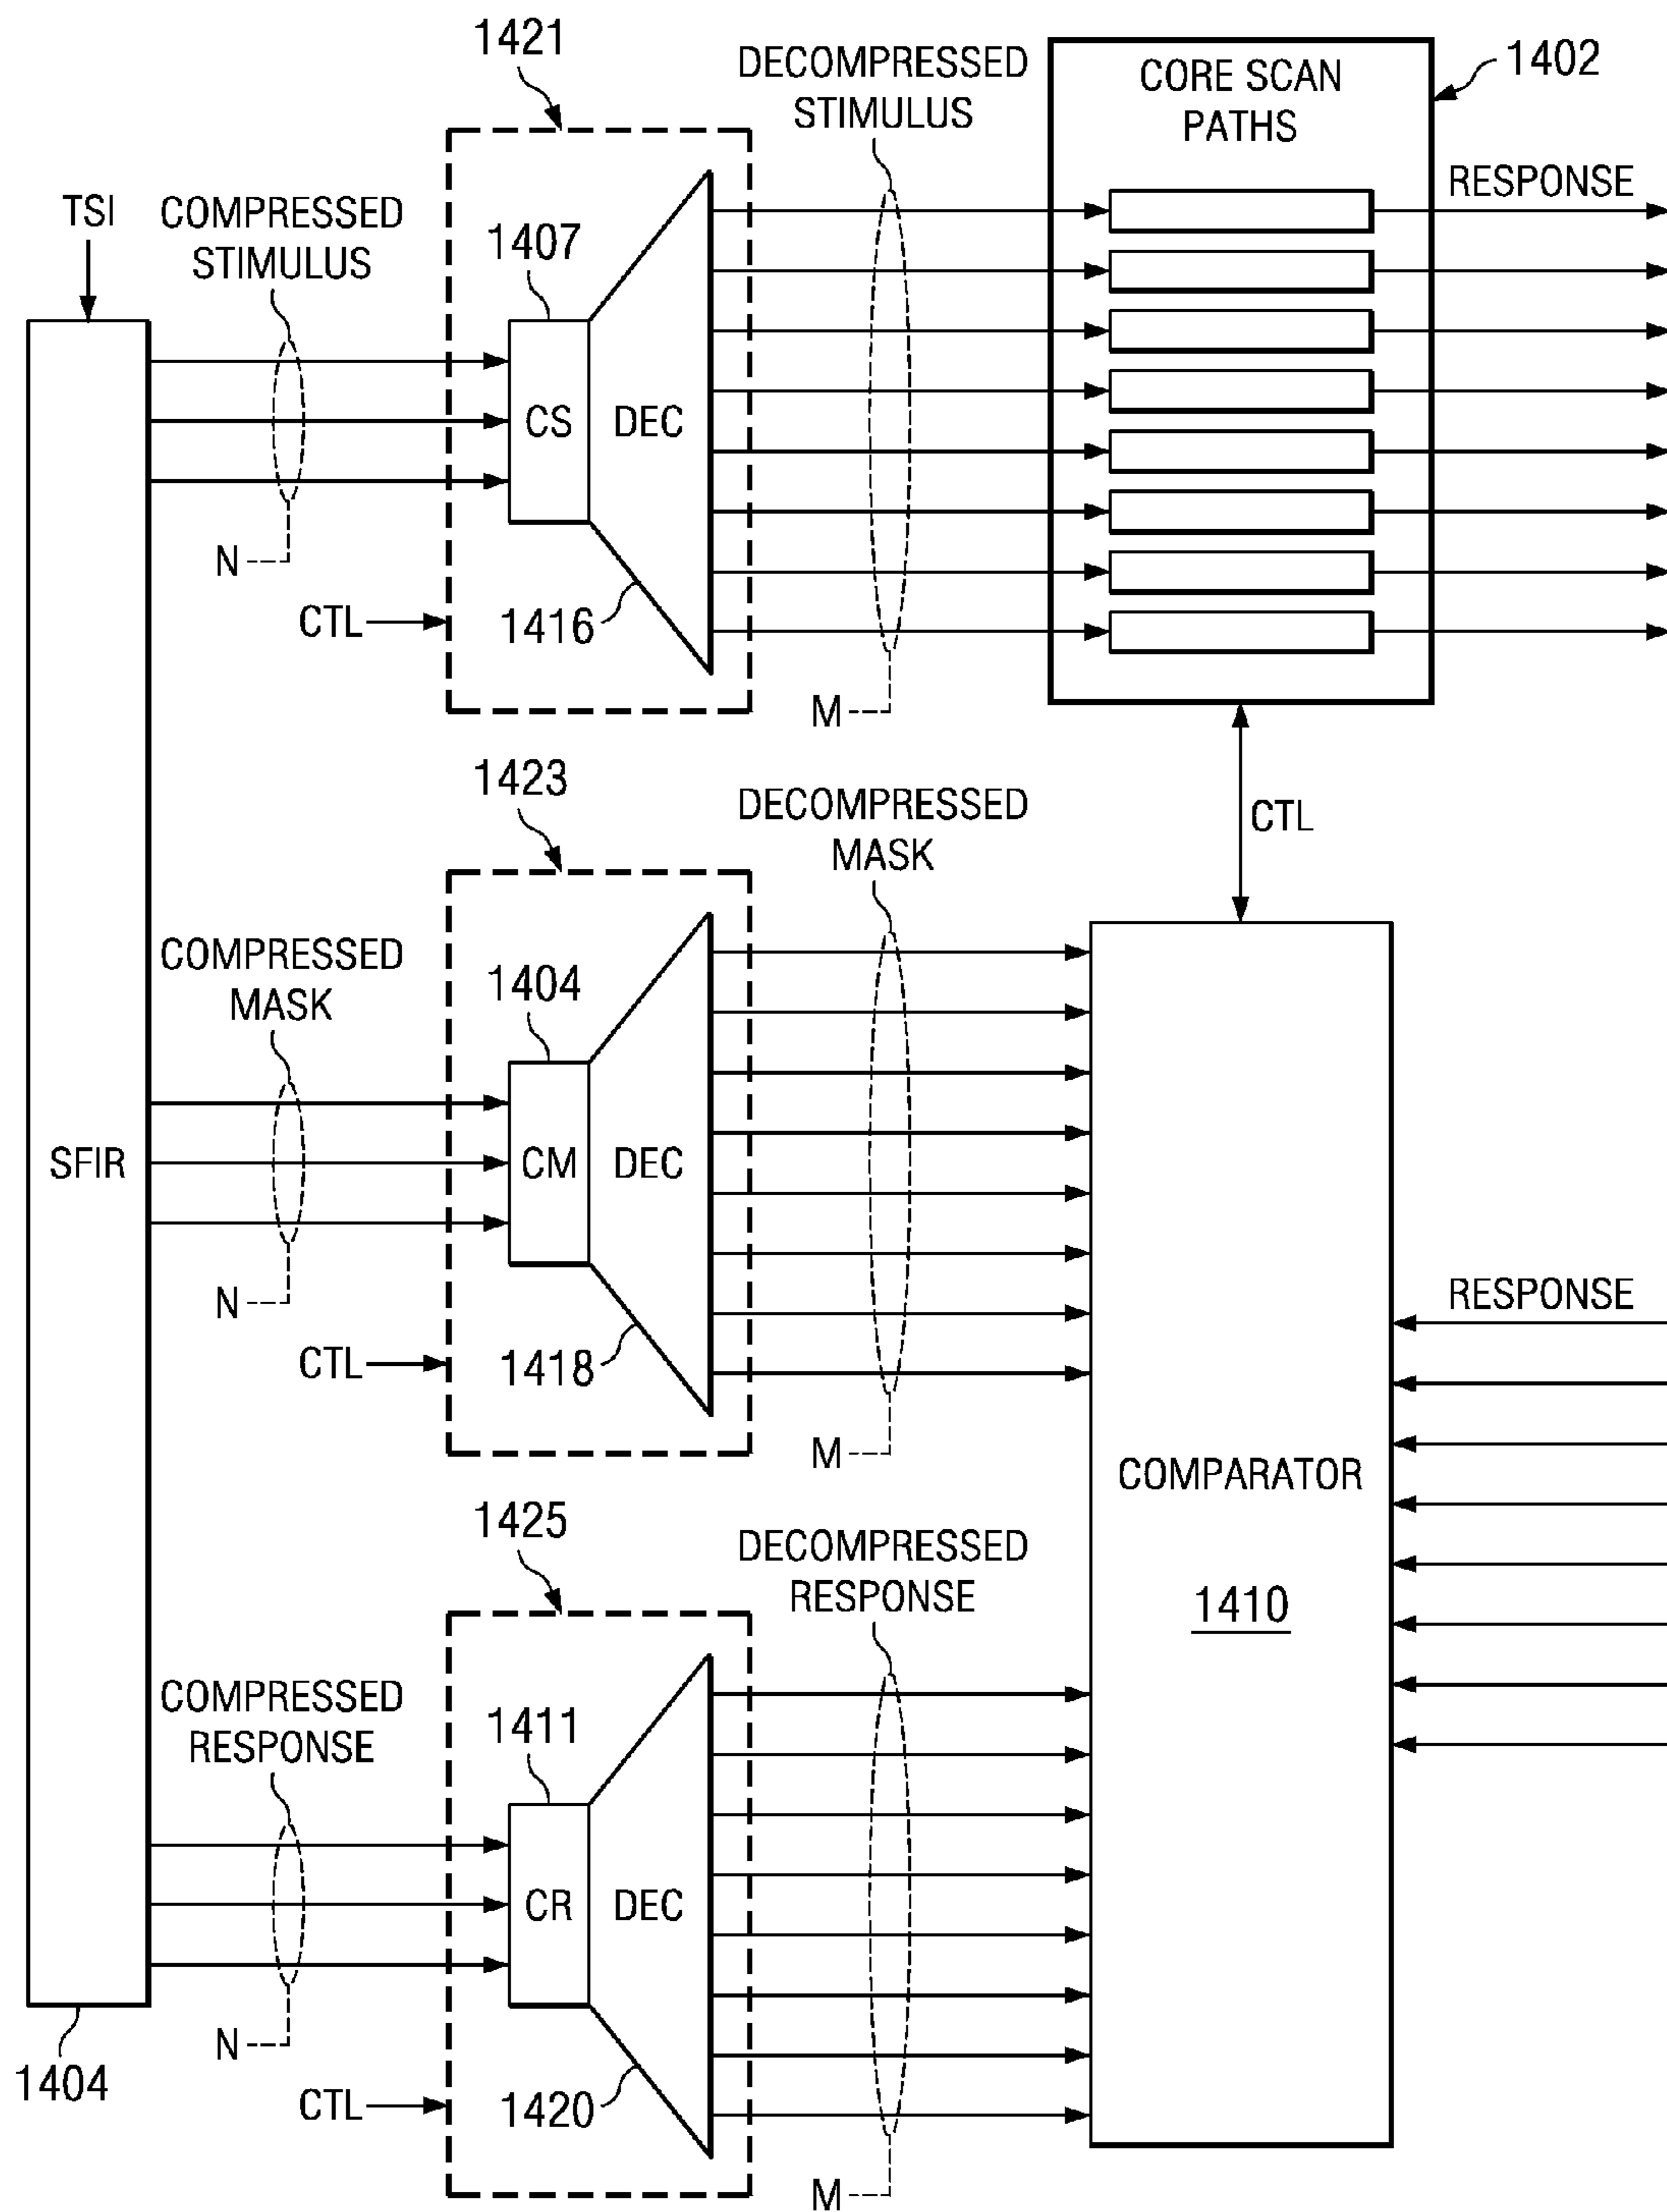 1421
DECOMPRESSED
STIMULUS
CORE SCAN
PATHS
1402
TSI
COMPRESSED
STIMULUS
1407
RESPONSE
CS
DEC
N
CTL
1416
M
1423
DECOMPRESSED
MASK
CTL
COMPRESSED
MASK
1404
SFIR
CM
DEC
N
CTL
1418
M
RESPONSE
COMPARATOR
1410
1425
DECOMPRESSED
RESPONSE
COMPRESSED
RESPONSE
1411
CR
DEC
N
1404
CTL
1420
M